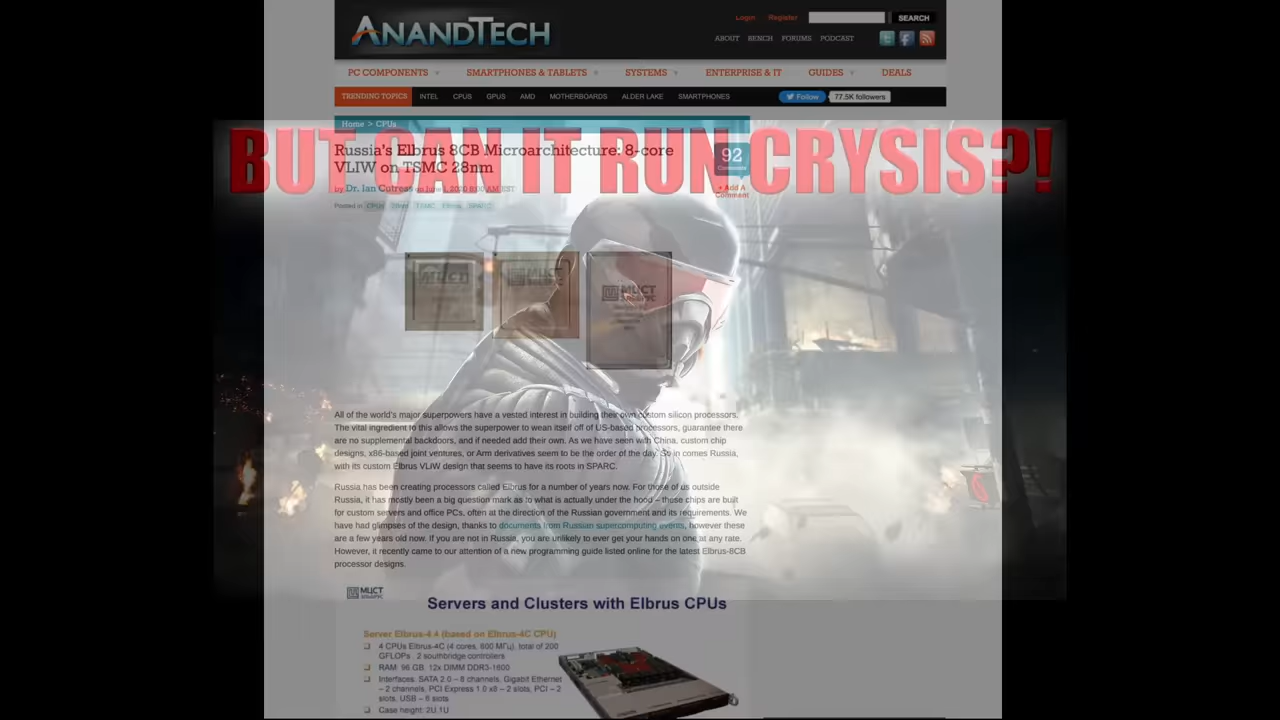 ANANDTECH
Login Register SEARCH
ABOUT BENCH FORUMS PODCAST
PC COMPONENTS SMARTPHONES & TABLETS SYSTEMS ENTERPRISE & IT GUIDES DEALS
TRENDING TOPICS INTEL CPUS GPUS AMD MOTHERBOARDS ALDER LAKE SMARTPHONES Follow 77.5K followers
Home > CPUs
BUT CAN IT RUN CRYSIS?!
Russia's Elbrus 8CB Microarchitecture: 8-core
VLIW on TSMC 28nm
92
Comments
by Dr. Ian Cutress on June 1, 2020 8:00 AM EST
+ Add A
Comment
Posted in CPUs 28nm TSMC Elbrus SPARC
МЦСТ
МЦСТ
МЦСТ
All of the world's major superpowers have a vested interest in building their own custom silicon processors.
The vital ingredient to this allows the superpower to wean itself off of US-based processors, guarantee there
are no supplemental backdoors, and if needed add their own. As we have seen with China, custom chip
designs, x86-based joint ventures, or Arm derivatives seem to be the order of the day. So in comes Russia,
with its custom Elbrus VLIW design that seems to have its roots in SPARC.
Russia has been creating processors called Elbrus for a number of years now. For those of us outside
Russia, it has mostly been a big question mark as to what is actually under the hood – these chips are built
for custom servers and office PCs, often at the direction of the Russian government and its requirements. We
have had glimpses of the design, thanks to documents from Russian supercomputing events, however these
are a few years old now. If you are not in Russia, you are unlikely to ever get your hands on one at any rate.
However, it recently came to our attention of a new programming guide listed online for the latest Elbrus-8CB
processor designs.
МЦСТ
Servers and Clusters with Elbrus CPUs
Server Elbrus-4.4 (based on Elbrus-4C CPU)
4 CPUs Elbrus-4C (4 cores, 800 МГц), total of 200
GFLOPs. 2 southbridge controllers
RAM: 96 GB, 12x DIMM DDR3-1600
Interfaces: SATA 2.0 – 8 channels, Gigabit Ethernet
– 2 channels, PCI Express 1.0 x8 – 2 slots, PCI – 2
slots, USB – 6 slots
Case height: 2U,1U